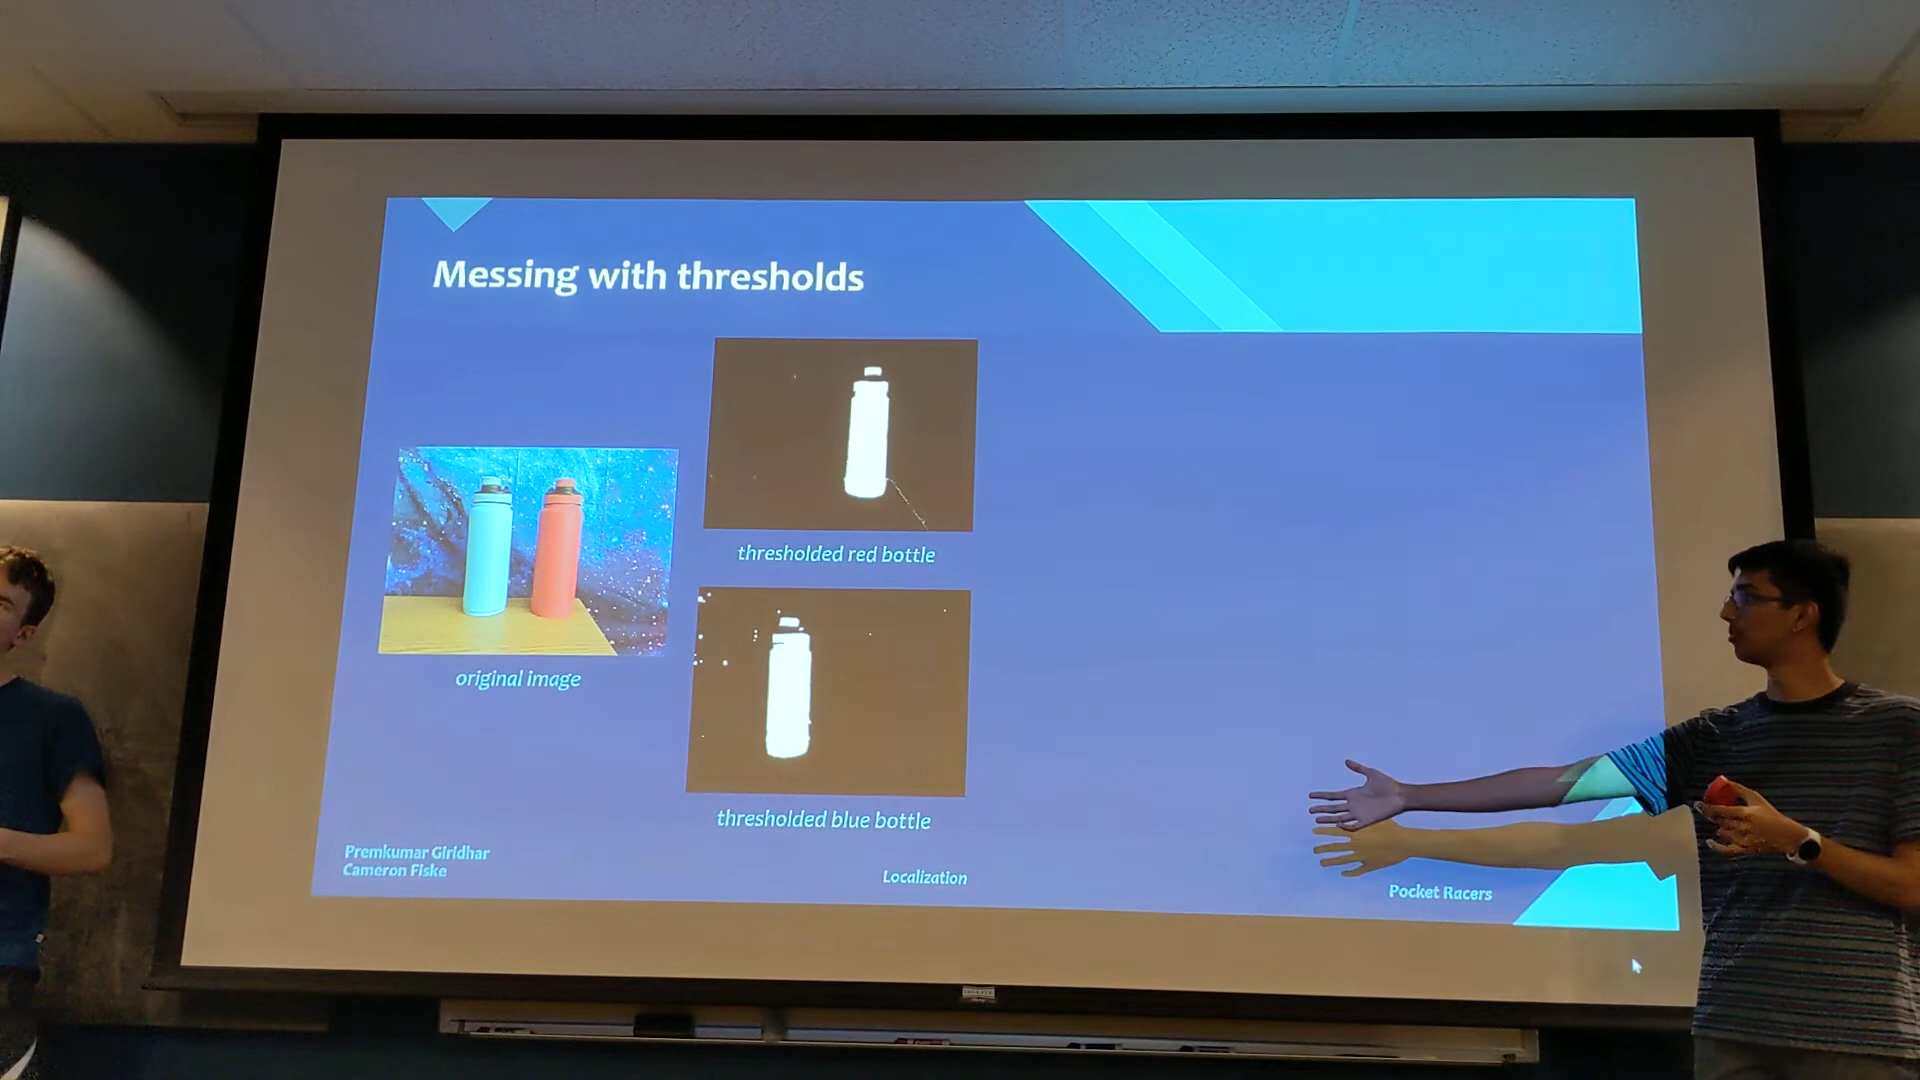 Messing with thresholds
thresholded red bottle
original image
thresholded blue bottle
Premkumar Giridhar
Cameron Fiske
Localization
Pocket Racers